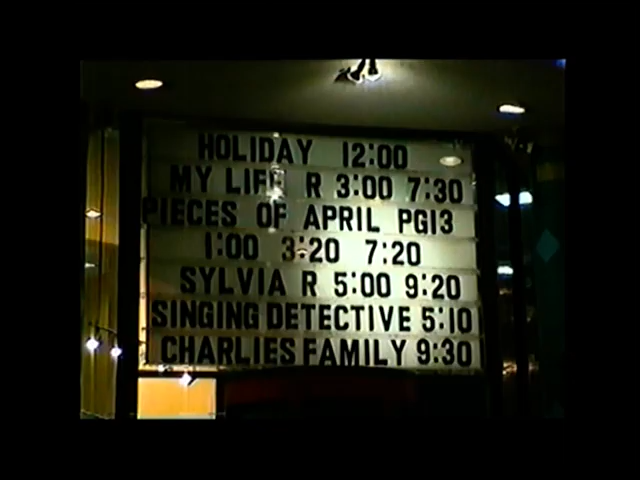 HOLIDAY 12:00
MY LIFE R 3:00 7:30
PIECES OF APRIL PG13
1:00 3:20 7:20
SYLVIA R 5:00 9:20
SINGING DETECTIVE 5:10
CHARLIES FAMILY 9:30